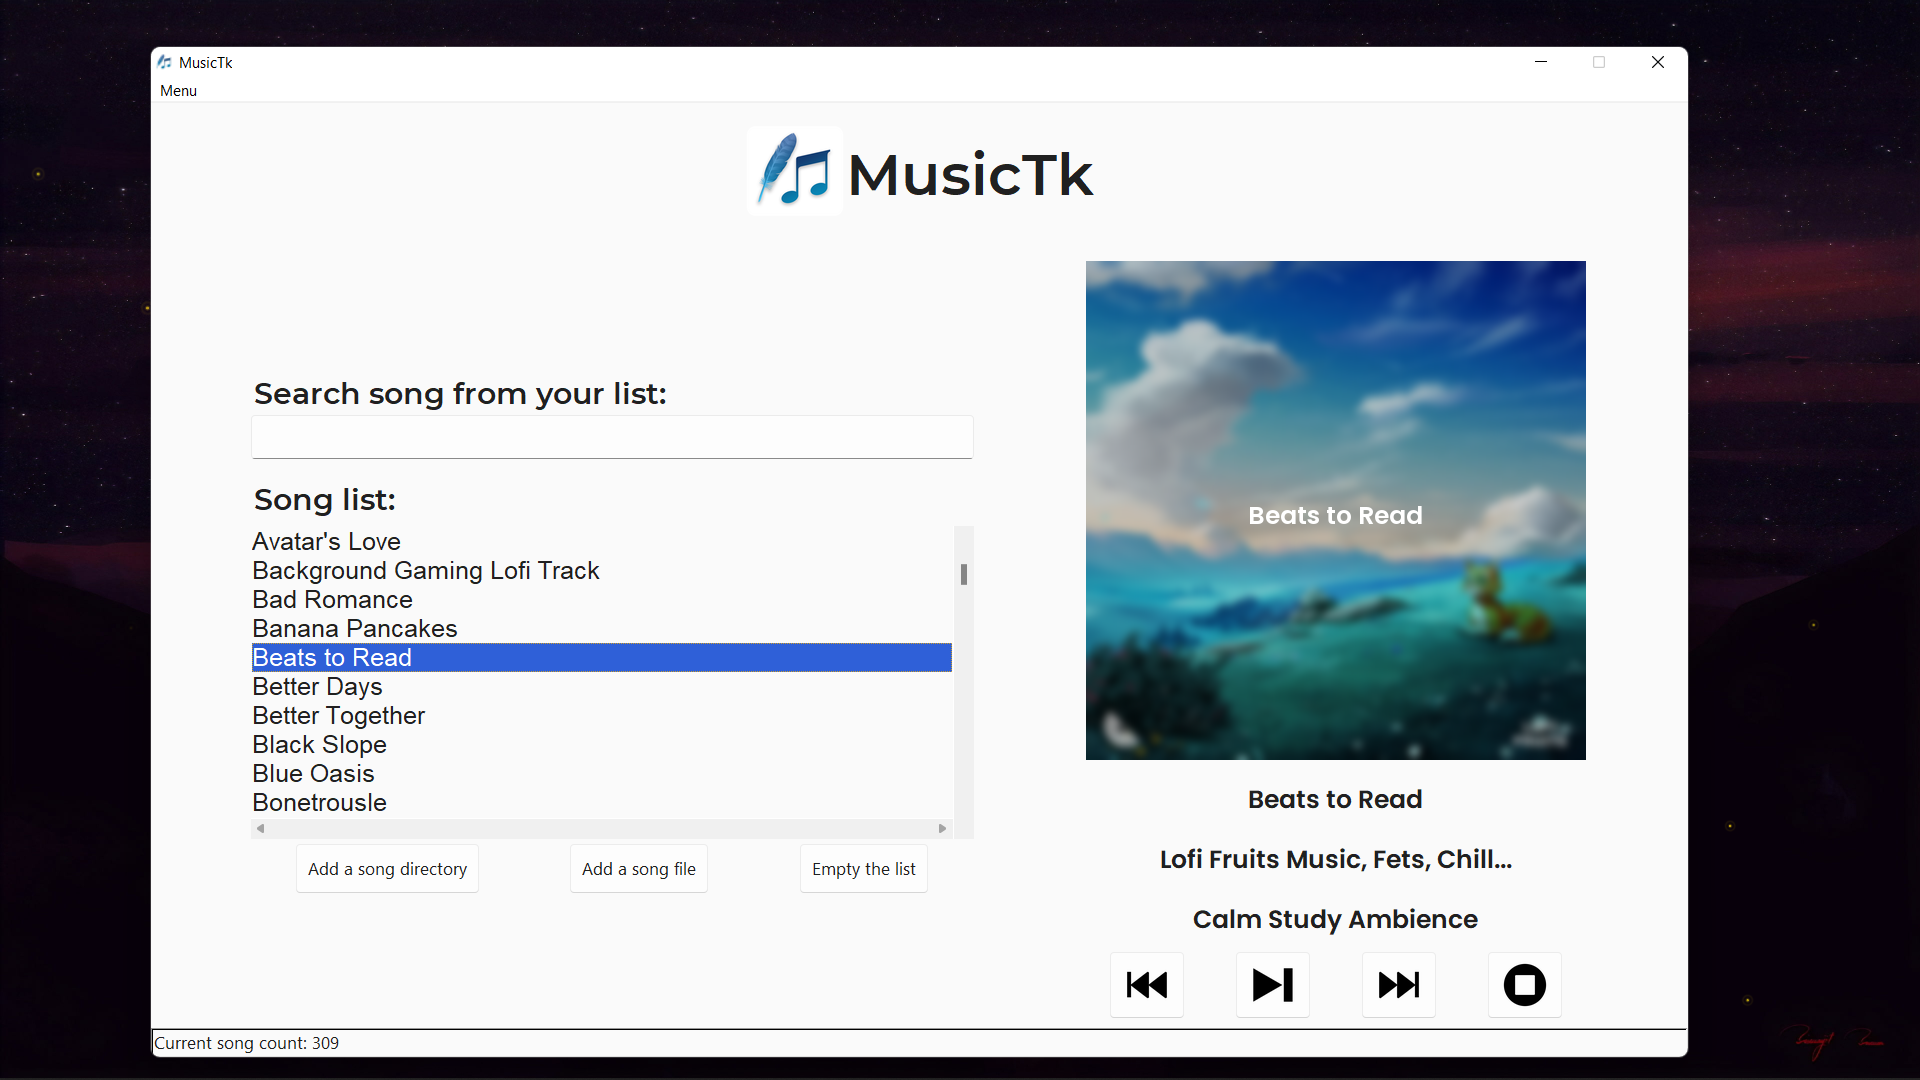 MusicTk
Menu
MusicTk
Search song from your list:
Song list:
Avatar's Love
Background Gaming Lofi Track
Bad Romance
Banana Pancakes
Beats to Read
Better Days
Better Together
Black Slope
Blue Oasis
Bonetrousle
Add a song directory
Add a song file
Empty the list
Beats to Read
Beats to Read
Lofi Fruits Music, Fets, Chill...
Calm Study Ambience
Current song count: 309